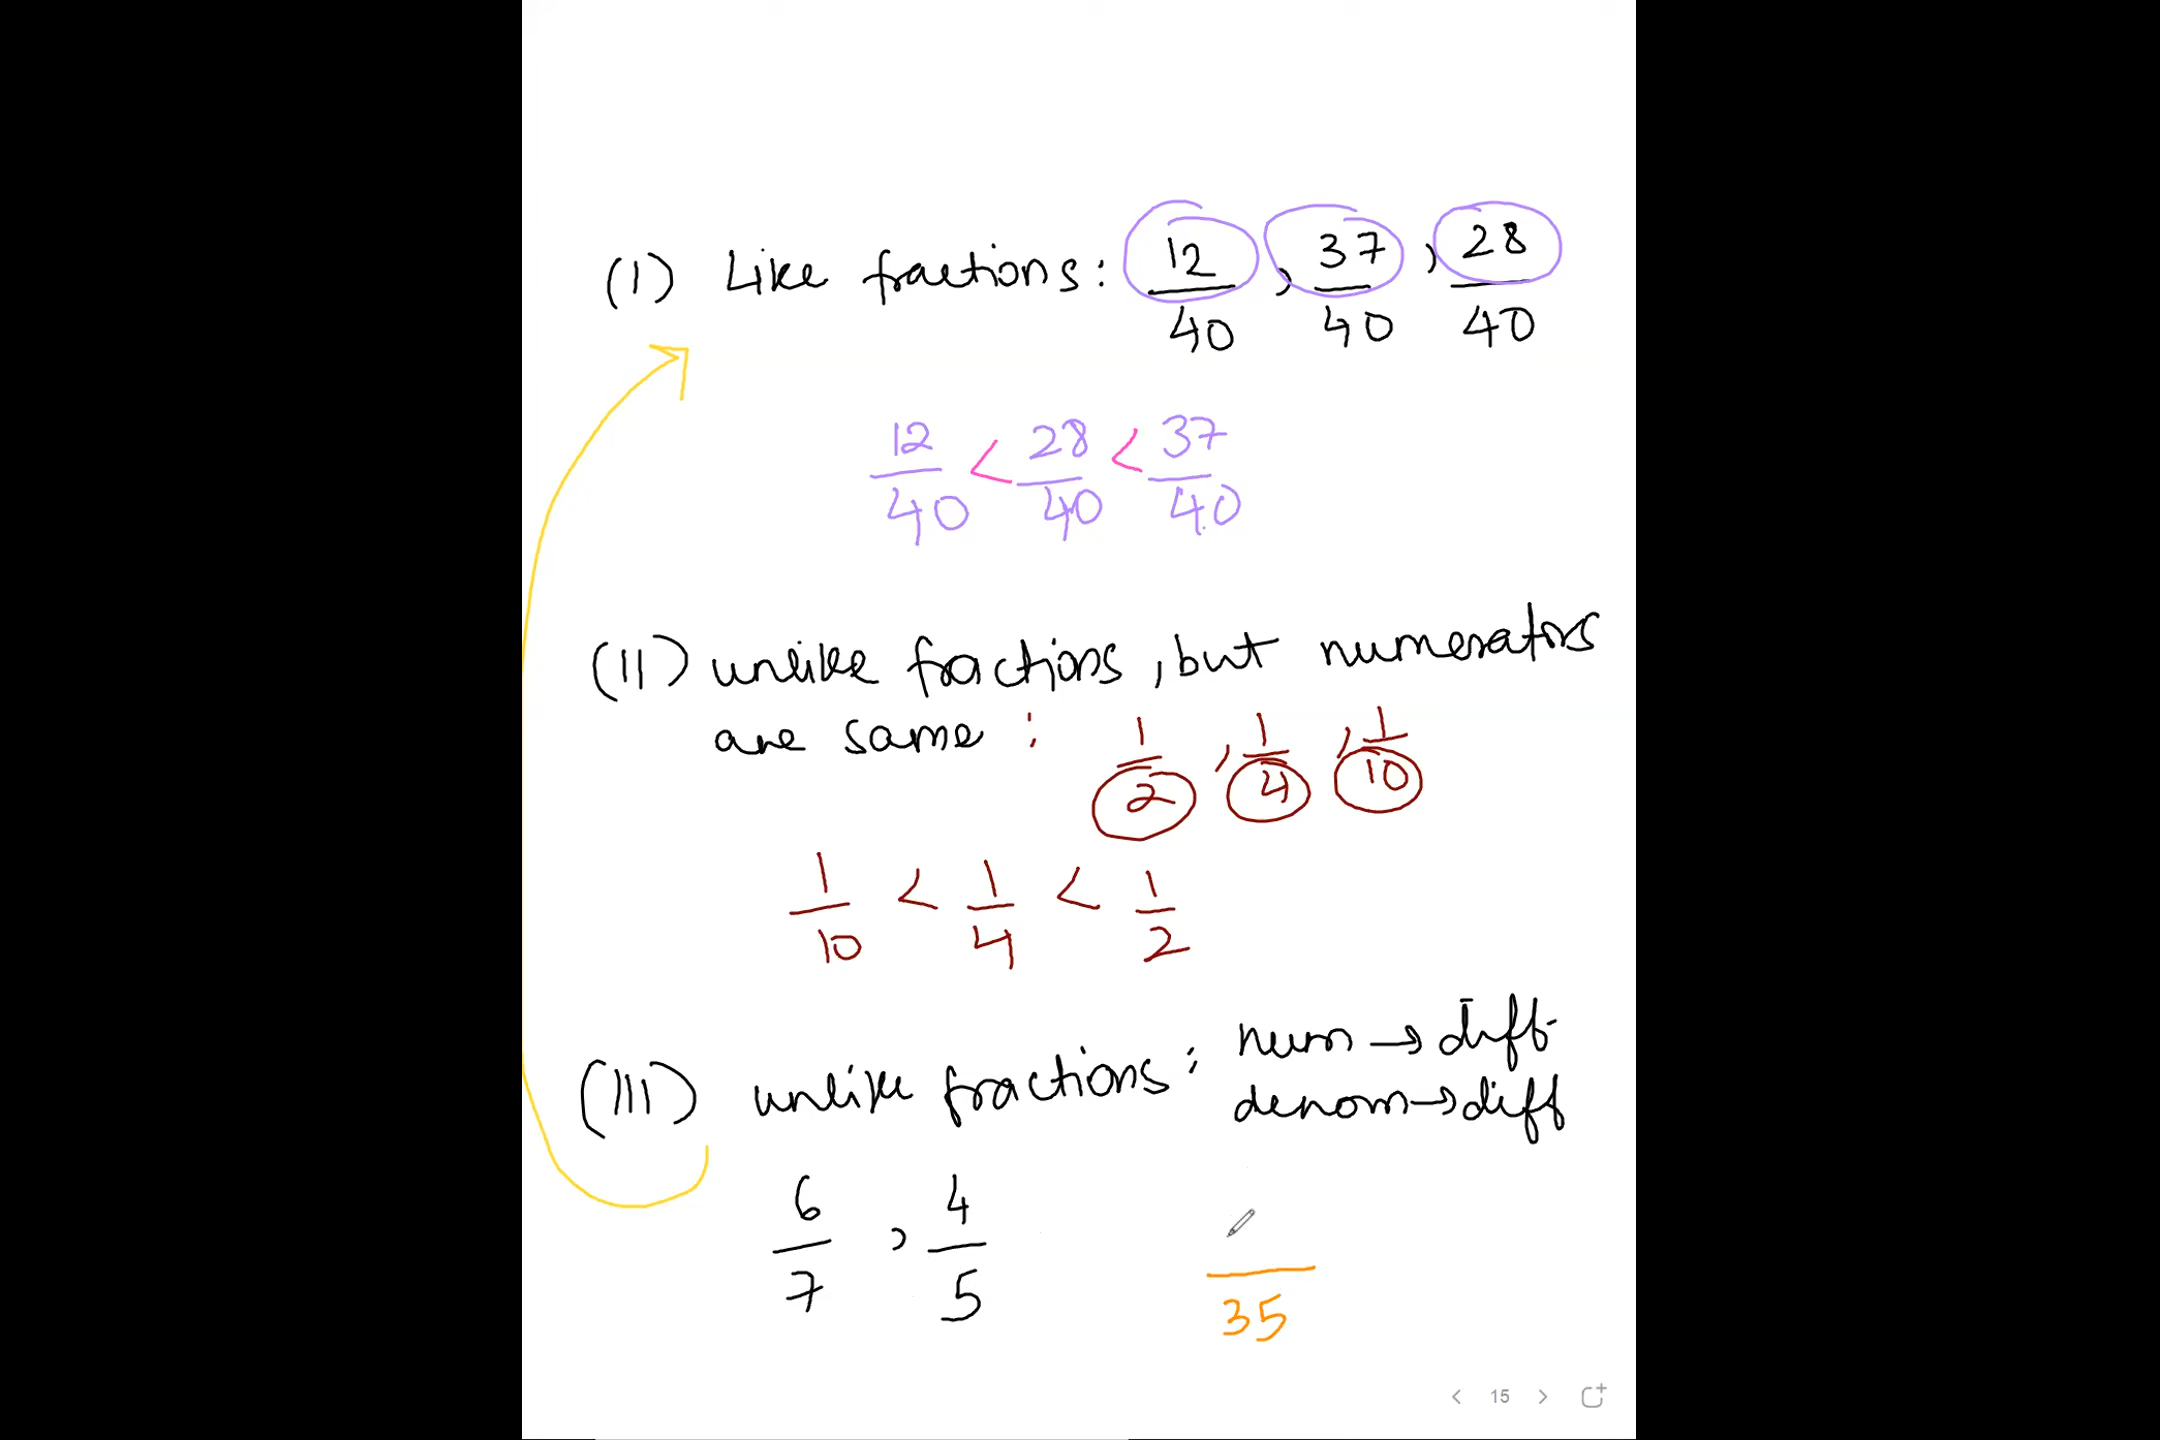 (I) Like fractions: 12/40, 37/40, 28/40
12/40 < 28/40 < 37/40
(II) unlike fractions, but numerators
are same: 1/2, 1/4, 1/10
1/10 < 1/4 < 1/2
(III) unlike fractions: num → diff
denom → diff
6/7, 4/5
35
15